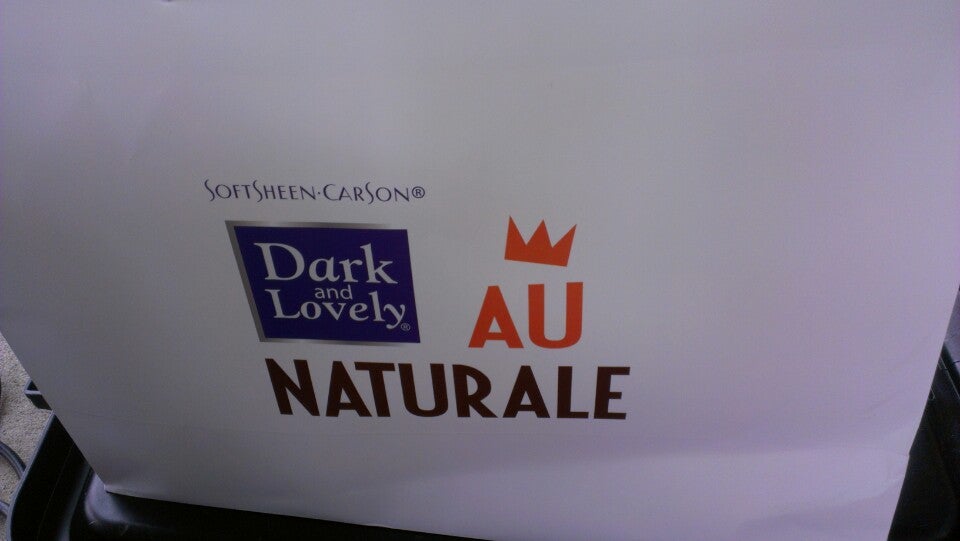 SOFTSHEEN·CARSON®
Dark
and
Lovely®
AU
NATURALE